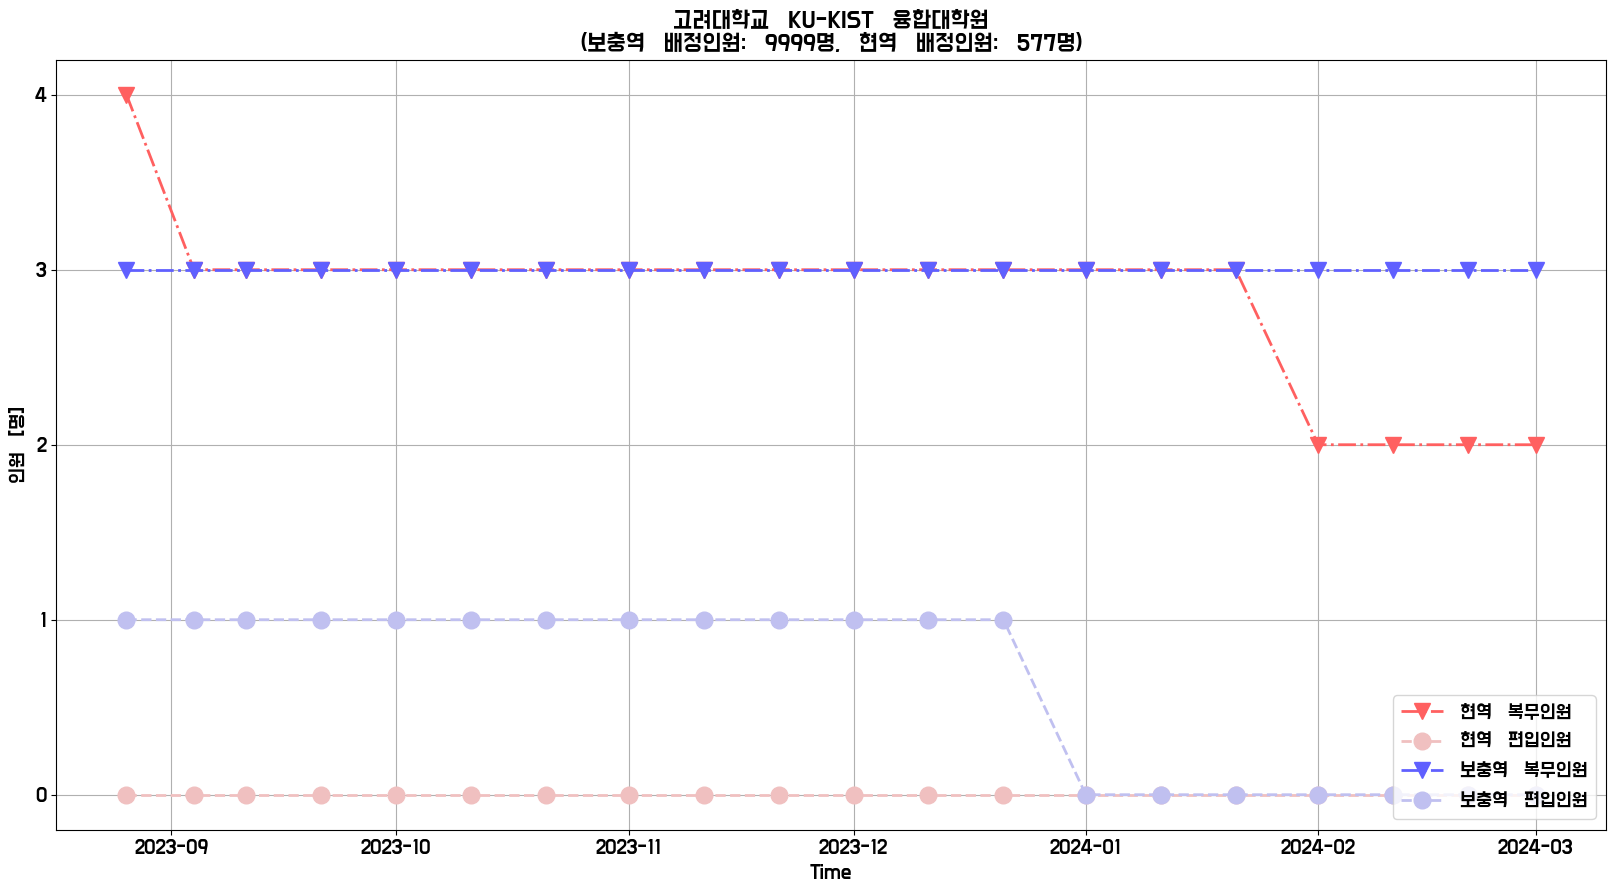 고려대학교 KU-KIST 융합대학원
(보충역 배정인원: 9999명, 현역 배정인원: 577명)
4
3
2
1
0
인원 [명]
2023-09 2023-10 2023-11 2023-12 2024-01 2024-02 2024-03
Time
현역 복무인원
현역 편입인원
보충역 복무인원
보충역 편입인원